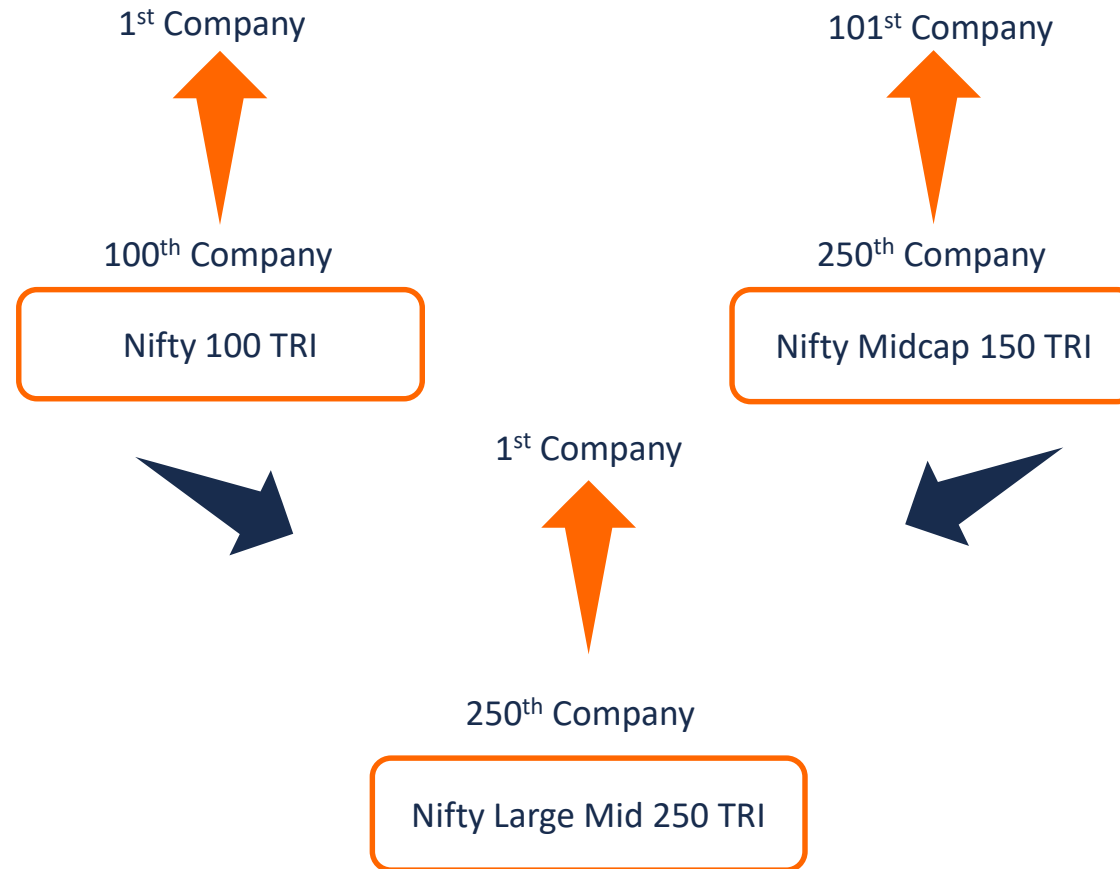 1st Company
101st Company
100th Company
250th Company
Nifty 100 TRI
Nifty Midcap 150 TRI
1st Company
250th Company
Nifty Large Mid 250 TRI